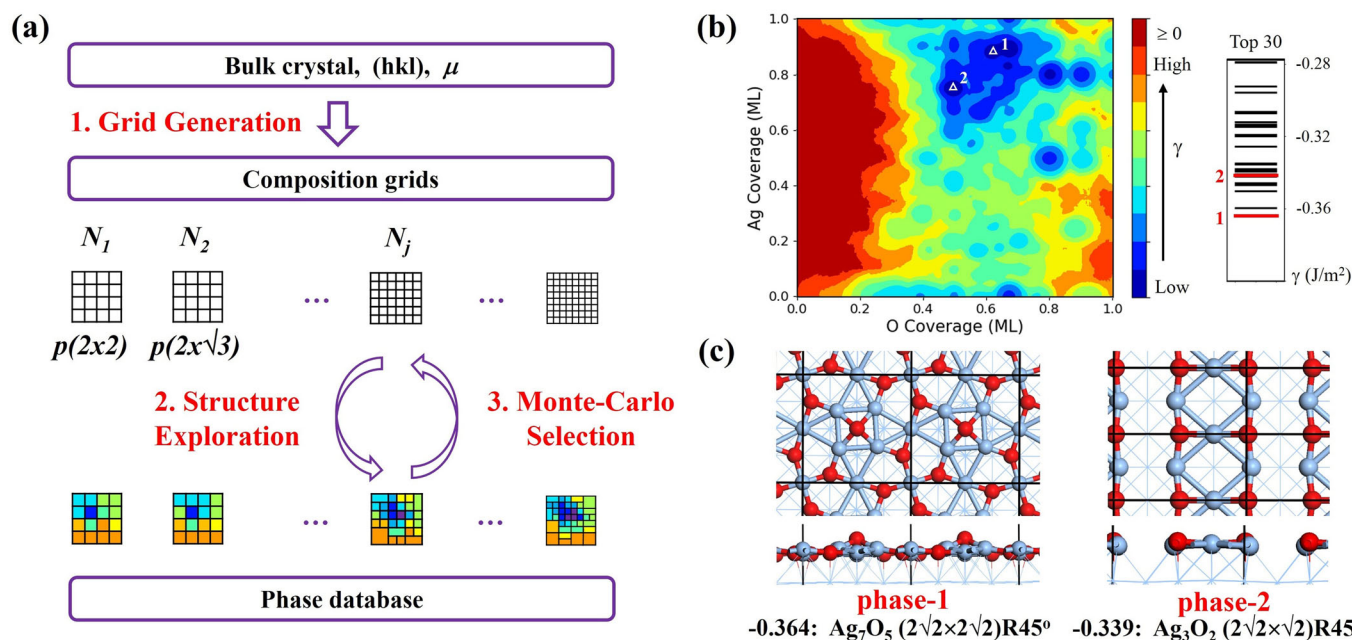 (a)
Bulk crystal, (hkl), μ
1. Grid Generation
Composition grids
N1 N2 Nj
...
...
p(2x2) p(2x√3)
2. Structure
Exploration
3. Monte-Carlo
Selection
...
...
Phase database
(b)
1.0
0.8
0.6
0.4
0.2
0.0
Ag Coverage (ML)
0.0 0.2 0.4 0.6 0.8 1.0
O Coverage (ML)
1
2
≥ 0
High
γ
Low
Top 30
-0.28
-0.32
2
-0.36
1
γ (J/m²)
(c)
phase-1
-0.364: Ag₇O₅ (2√2×2√2)R45º
phase-2
-0.339: Ag₃O₂ (2√2×√2)R45